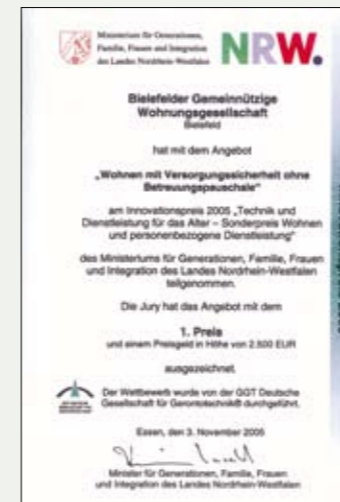 Ministerium für Generationen,
Familie, Frauen und Integration
des Landes Nordrhein-Westfalen
NRW.
Bielefelder Gemeinnützige
Wohnungsgesellschaft
Bielefeld
hat mit dem Angebot
„Wohnen mit Versorgungssicherheit ohne
Betreuungspauschale"
am Innovationspreis 2005 „Technik und
Dienstleistung für das Alter – Sonderpreis Wohnen
und personenbezogene Dienstleistung"
des Ministeriums für Generationen, Familie, Frauen
und Integration des Landes Nordrhein-Westfalen
teilgenommen.
Die Jury hat das Angebot mit dem
1. Preis
und einem Preisgeld in Höhe von 2.500 EUR
ausgezeichnet.
Der Wettbewerb wurde von der GGT Deutsche
Gesellschaft für Gerontotechnik® durchgeführt.
Essen, den 3. November 2005
Minister für Generationen, Familie, Frauen
und Integration des Landes Nordrhein-Westfalen